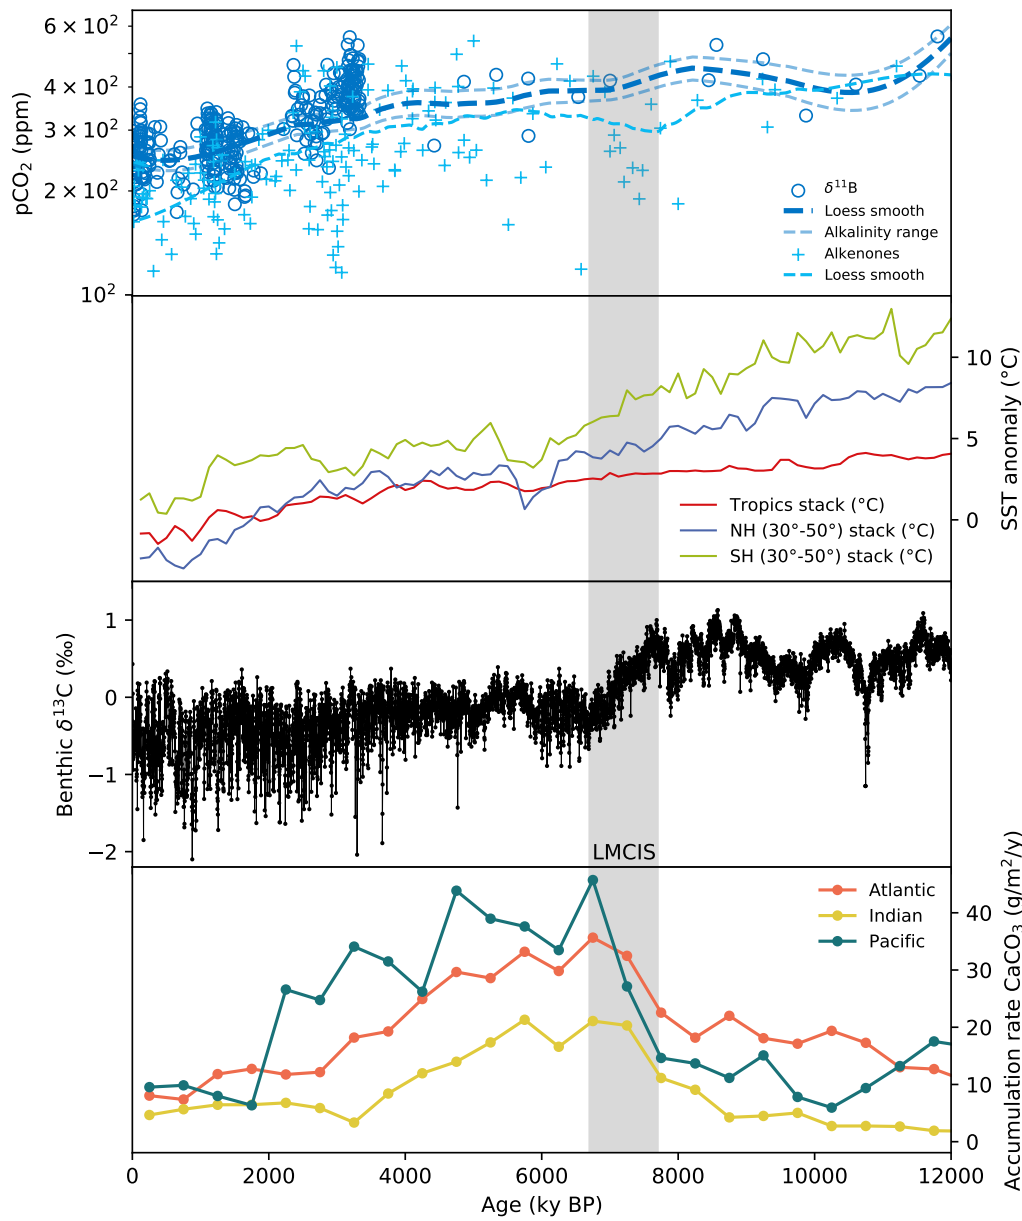 6 × 10²
4 × 10²
3 × 10²
2 × 10²
10²
pCO₂ (ppm)
δ¹¹B
Loess smooth
Alkalinity range
Alkenones
Loess smooth
10
5
0
SST anomaly (°C)
Tropics stack (°C)
NH (30°-50°) stack (°C)
SH (30°-50°) stack (°C)
1
0
−1
−2
Benthic δ¹³C (‰)
LMCIS
Atlantic
Indian
Pacific
40
30
20
10
0
Accumulation rate CaCO₃ (g/m²/y)
0 2000 4000 6000 8000 10000 12000
Age (ky BP)